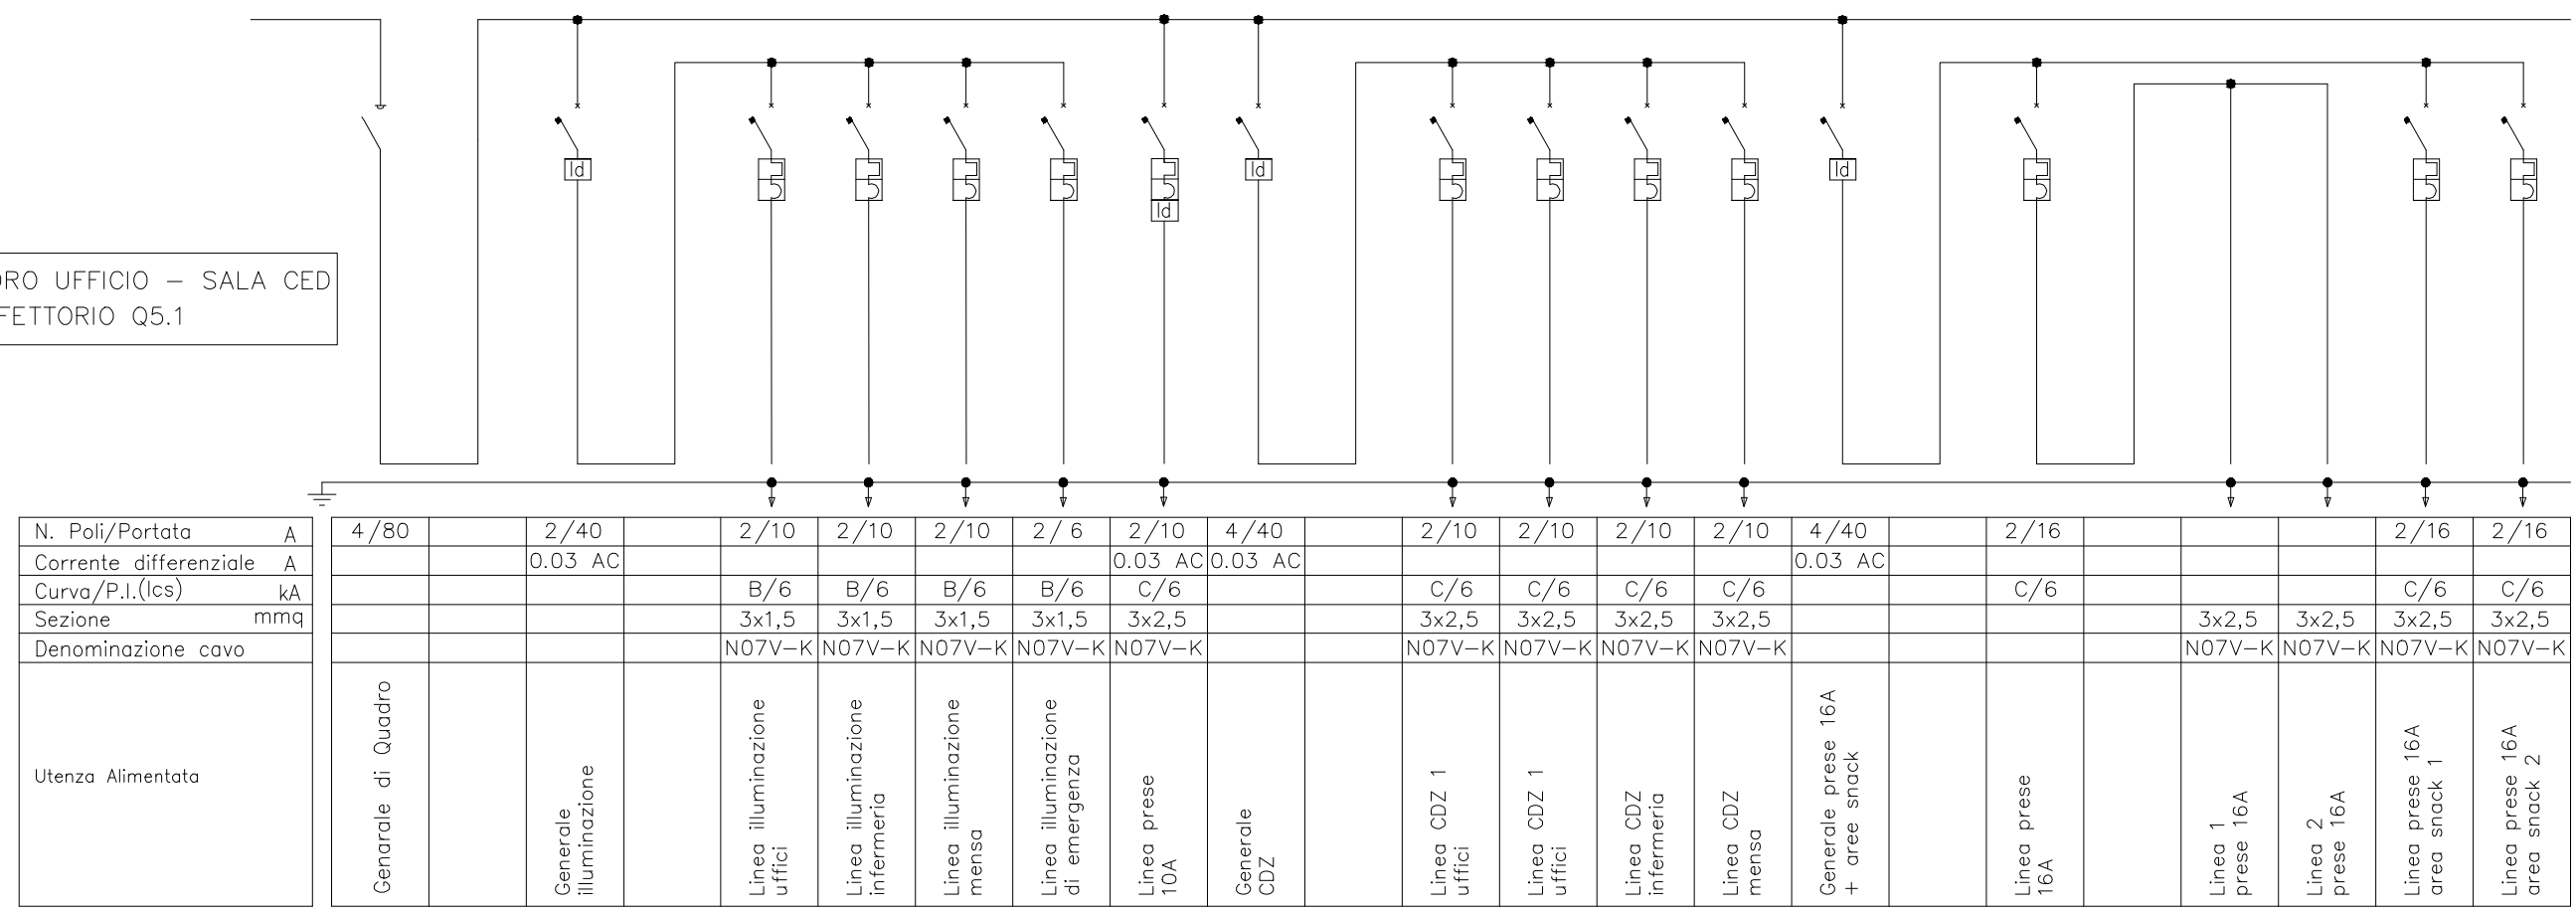 Id
Id
Id
Id
DRO UFFICIO – SALA CED
FETTORIO Q5.1
N. Poli/Portata A 4/80 2/40 2/10 2/10 2/10 2/ 6 2/10 4/40 2/10 2/10 2/10 2/10 4/40 2/16 2/16 2/16
Corrente differenziale A 0.03 AC 0.03 AC 0.03 AC 0.03 AC
Curva/P.I.(Ics) kA B/6 B/6 B/6 B/6 C/6 C/6 C/6 C/6 C/6 C/6 C/6 C/6
Sezione mmq 3x1,5 3x1,5 3x1,5 3x1,5 3x2,5 3x2,5 3x2,5 3x2,5 3x2,5 3x2,5 3x2,5 3x2,5 3x2,5
Denominazione cavo N07V–K N07V–K N07V–K N07V–K N07V–K N07V–K N07V–K N07V–K N07V–K N07V–K N07V–K N07V–K N07V–K
Utenza Alimentata
Genarale di Quadro
Generale
illuminazione
Linea illuminazione
uffici
Linea illuminazione
infermeria
Linea illuminazione
mensa
Linea illuminazione
di emergenza
Linea prese
10A
Generale
CDZ
Linea CDZ 1
uffici
Linea CDZ 1
uffici
Linea CDZ
infermeria
Linea CDZ
mensa
Generale prese 16A
+ aree snack
Linea prese
16A
Linea 1
prese 16A
Linea 2
prese 16A
Linea prese 16A
area snack 1
Linea prese 16A
area snack 2